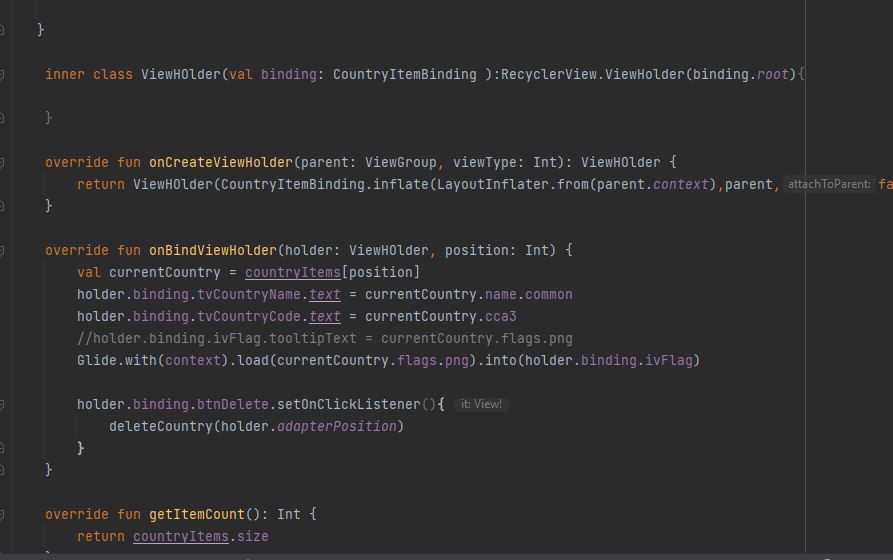 }
inner class ViewHOlder(val binding: CountryItemBinding ):RecyclerView.ViewHolder(binding.root){
}
override fun onCreateViewHolder(parent: ViewGroup, viewType: Int): ViewHOlder {
return ViewHOlder(CountryItemBinding.inflate(LayoutInflater.from(parent.context),parent, attachToParent: fa
}
override fun onBindViewHolder(holder: ViewHOlder, position: Int) {
val currentCountry = countryItems[position]
holder.binding.tvCountryName.text = currentCountry.name.common
holder.binding.tvCountryCode.text = currentCountry.cca3
//holder.binding.ivFlag.tooltipText = currentCountry.flags.png
Glide.with(context).load(currentCountry.flags.png).into(holder.binding.ivFlag)
holder.binding.btnDelete.setOnClickListener(){ it: View!
deleteCountry(holder.adapterPosition)
}
}
override fun getItemCount(): Int {
return countryItems.size